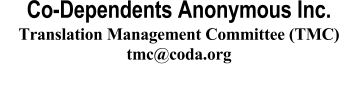 Co-Dependents Anonymous Inc.
Translation Management Committee (TMC)
tmc@coda.org